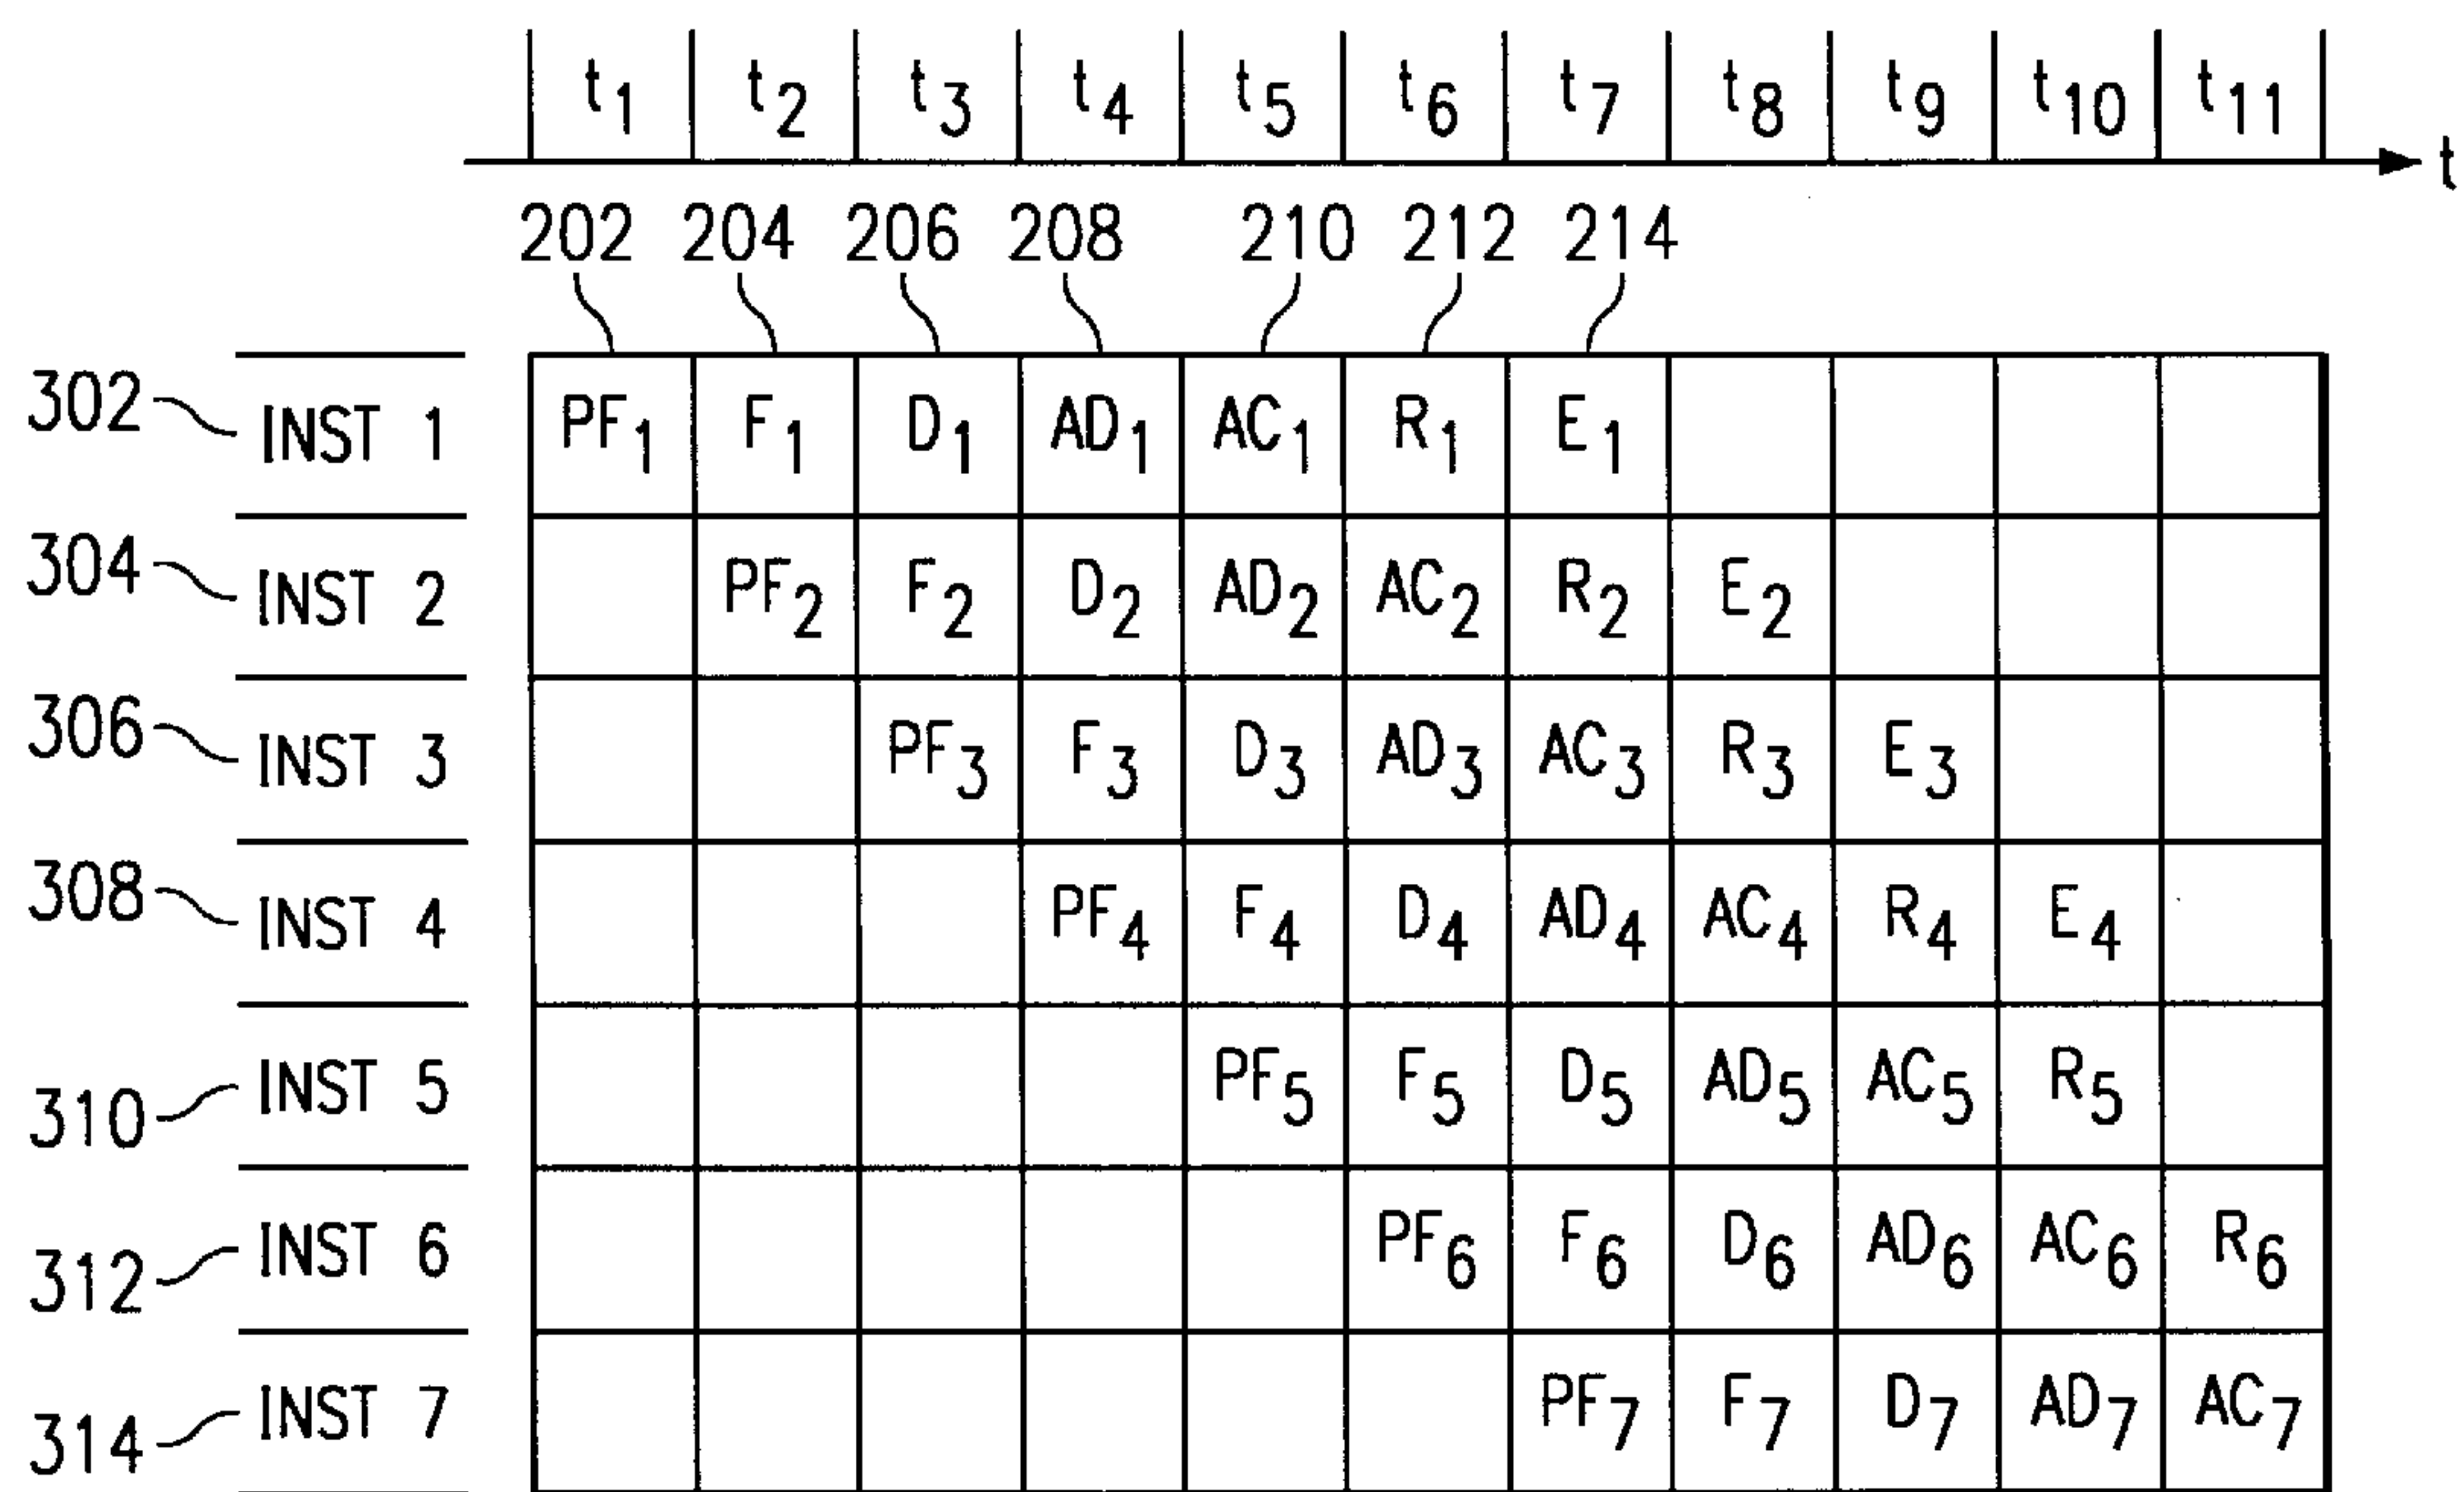 t1 t2 t3 t4 t5 t6 t7 t8 t9 t10 t11
t
202 204 206 208 210 212 214
302 INST 1 PF1 F1 D1 AD1 AC1 R1 E1
304 INST 2 PF2 F2 D2 AD2 AC2 R2 E2
306 INST 3 PF3 F3 D3 AD3 AC3 R3 E3
308 INST 4 PF4 F4 D4 AD4 AC4 R4 E4
310 INST 5 PF5 F5 D5 AD5 AC5 R5
312 INST 6 PF6 F6 D6 AD6 AC6 R6
314 INST 7 PF7 F7 D7 AD7 AC7